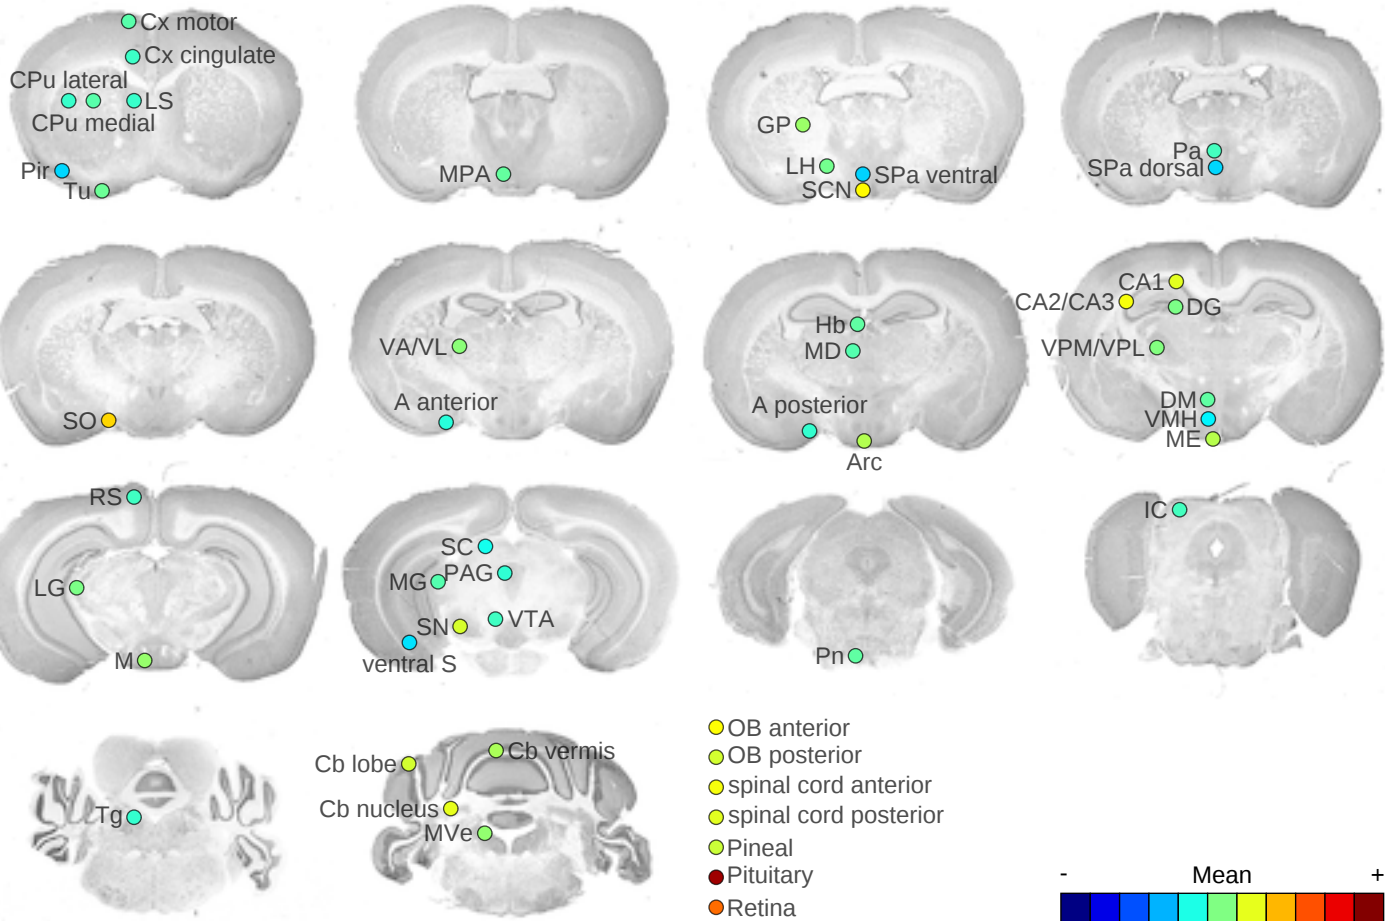 Cx motor
Cx cingulate
CPu lateral
LS
CPu medial
Pir
Tu
MPA
GP
LH
SPa ventral
SCN
Pa
SPa dorsal
SO
VA/VL
A anterior
Hb
MD
A posterior
Arc
CA1
CA2/CA3
DG
VPM/VPL
DM
VMH
ME
RS
LG
M
SC
MG
PAG
SN
VTA
ventral S
Pn
IC
Tg
Cb lobe
Cb vermis
Cb nucleus
MVe
OB anterior
OB posterior
spinal cord anterior
spinal cord posterior
Pineal
Pituitary
Retina
- Mean +